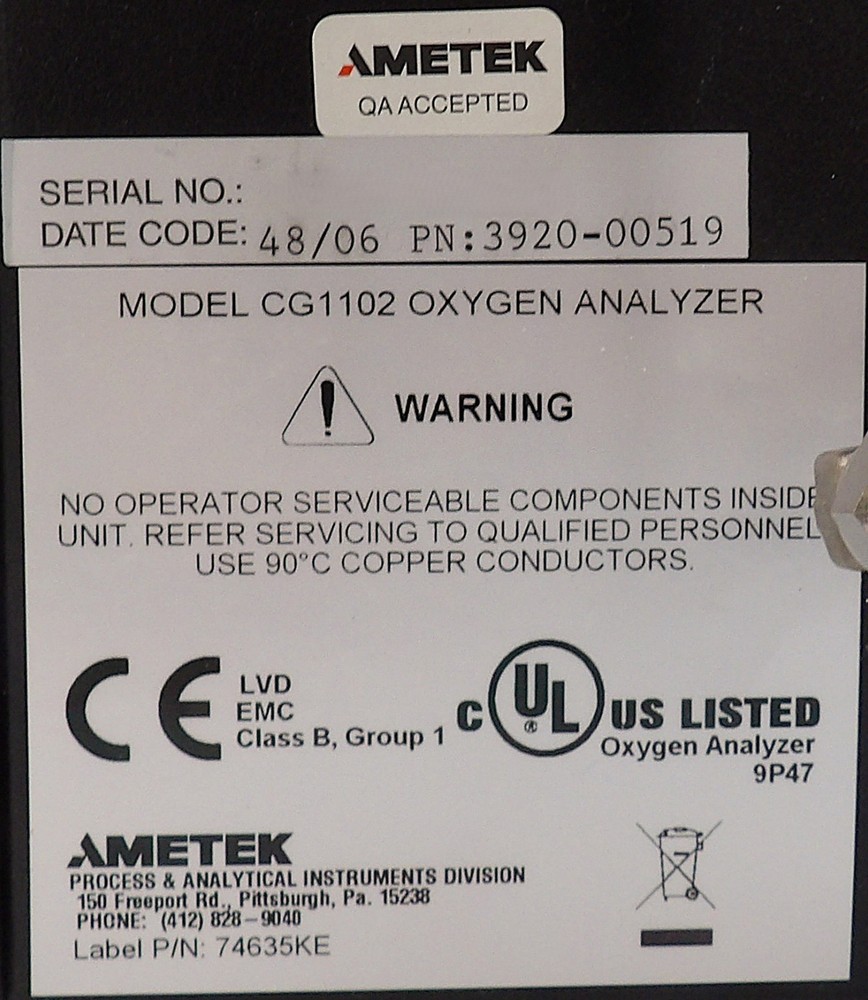 AMETEK
QA ACCEPTED
SERIAL NO.:
DATE CODE: 48/06 PN:3920-00519
MODEL CG1102 OXYGEN ANALYZER
WARNING
NO OPERATOR SERVICEABLE COMPONENTS INSIDE
UNIT. REFER SERVICING TO QUALIFIED PERSONNEL
USE 90°C COPPER CONDUCTORS.
CE LVD
EMC
Class B, Group 1
C UL® US LISTED
Oxygen Analyzer
9P47
AMETEK
PROCESS & ANALYTICAL INSTRUMENTS DIVISION
150 Freeport Rd., Pittsburgh, Pa. 15238
PHONE: (412) 828-9040
Label P/N: 74635KE